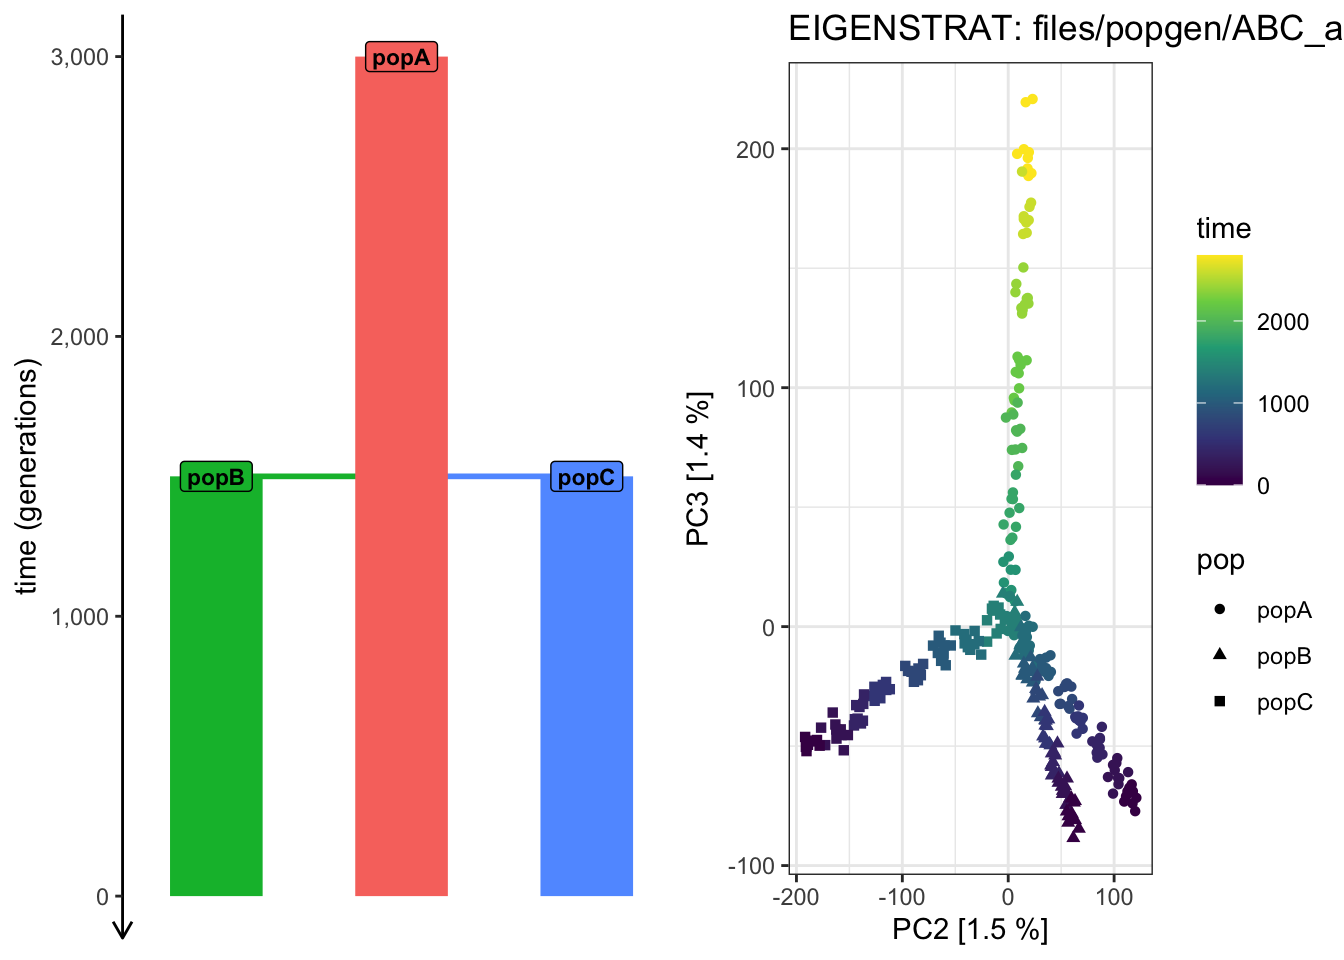 time (generations)
3,000
2,000
1,000
0
popA
popB
popC
EIGENSTRAT: files/popgen/ABC_a
PC3 [1.4 %]
200
100
0
-100
-200
-100
0
100
PC2 [1.5 %]
time
2000
1000
0
pop
popA
popB
popC